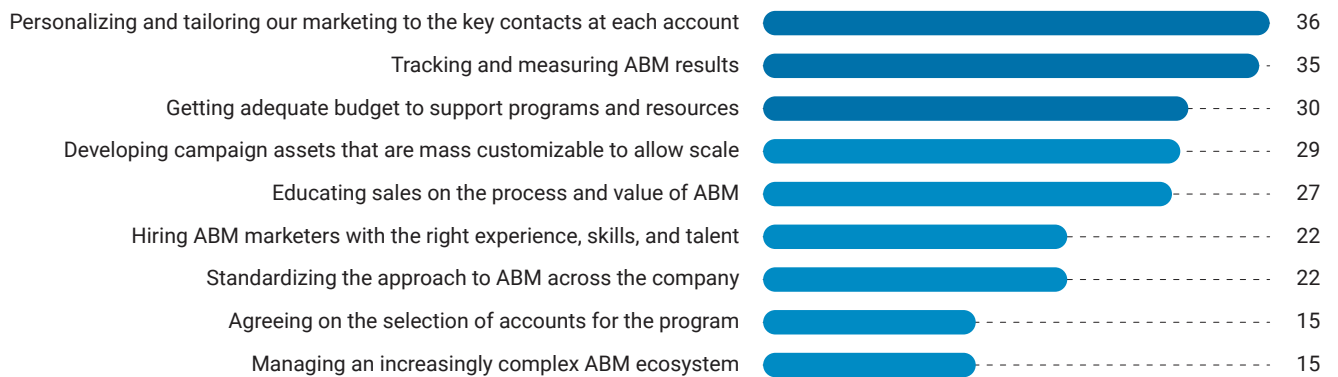 Personalizing and tailoring our marketing to the key contacts at each account 36
Tracking and measuring ABM results 35
Getting adequate budget to support programs and resources 30
Developing campaign assets that are mass customizable to allow scale 29
Educating sales on the process and value of ABM 27
Hiring ABM marketers with the right experience, skills, and talent 22
Standardizing the approach to ABM across the company 22
Agreeing on the selection of accounts for the program 15
Managing an increasingly complex ABM ecosystem 15